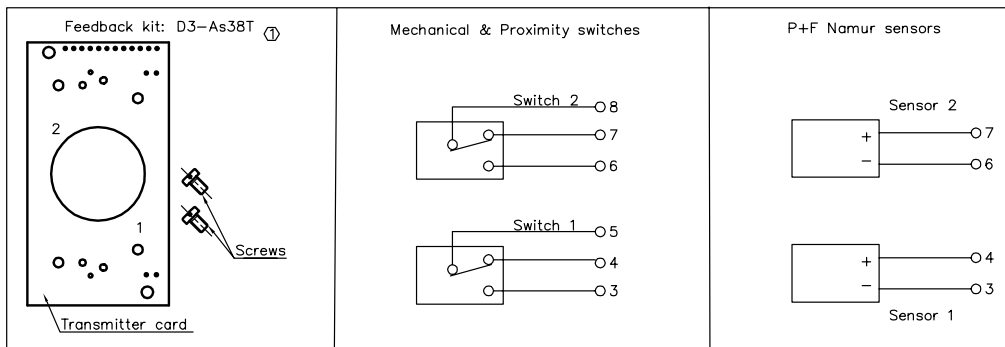 Feedback kit: D3-As38T 1
2
1
Screws
Transmitter card
Mechanical & Proximity switches
Switch 2
8
7
6
Switch 1
5
4
3
P+F Namur sensors
Sensor 2
+
7
−
6
+
4
−
3
Sensor 1